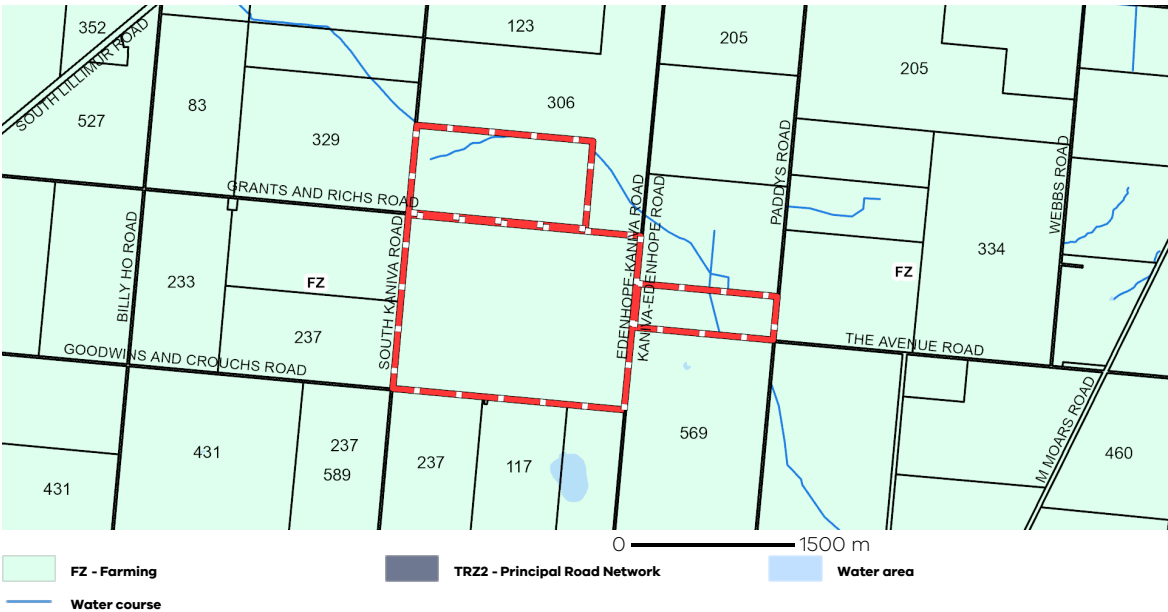 352
123
205
205
SOUTH LILLIMUR ROAD
83
306
527
329
PADDYS ROAD
WEBBS ROAD
GRANTS AND RICHS ROAD
EDENHOPE-KANIVA ROAD
KANIVA-EDENHOPE ROAD
SOUTH KANIVA ROAD
BILLY HO ROAD
334
233
FZ
FZ
237
THE AVENUE ROAD
GOODWINS AND CROUCHS ROAD
M MOARS ROAD
569
431
237
589
237
117
460
431
0 1500 m
FZ - Farming
TRZ2 - Principal Road Network
Water area
Water course